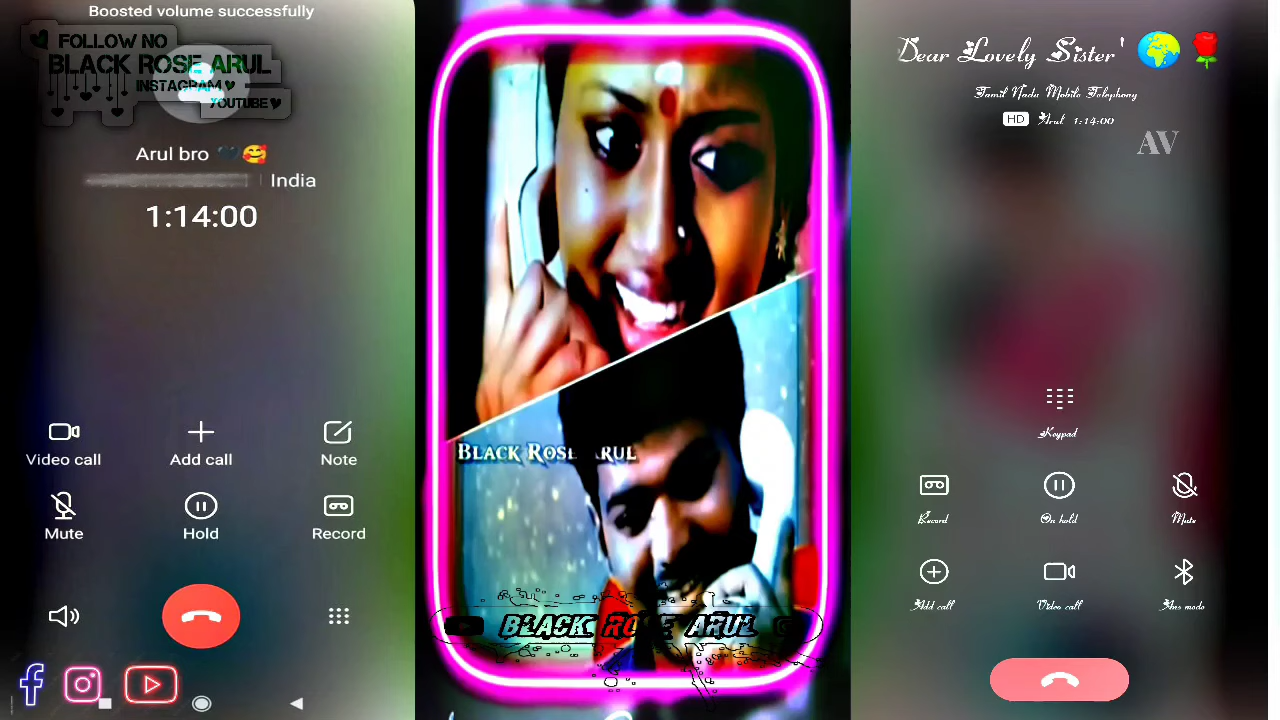 Boosted volume successfully
FOLLOW NO
BLACK ROSE ARUL
INSTAGRAM
YOUTUBE
Arul bro 🖤🥰
India
1:14:00
Video call
Add call
Note
Mute
Hold
Record
BLACK ROSE ARUL
BLACK ROSE ARUL
Dear Lovely Sister' 🌍🌹
Tamil Nadu Mobile Telephony
HD Arul 1:14:00
AV
Keypad
Record
On hold
Mute
Add call
Video call